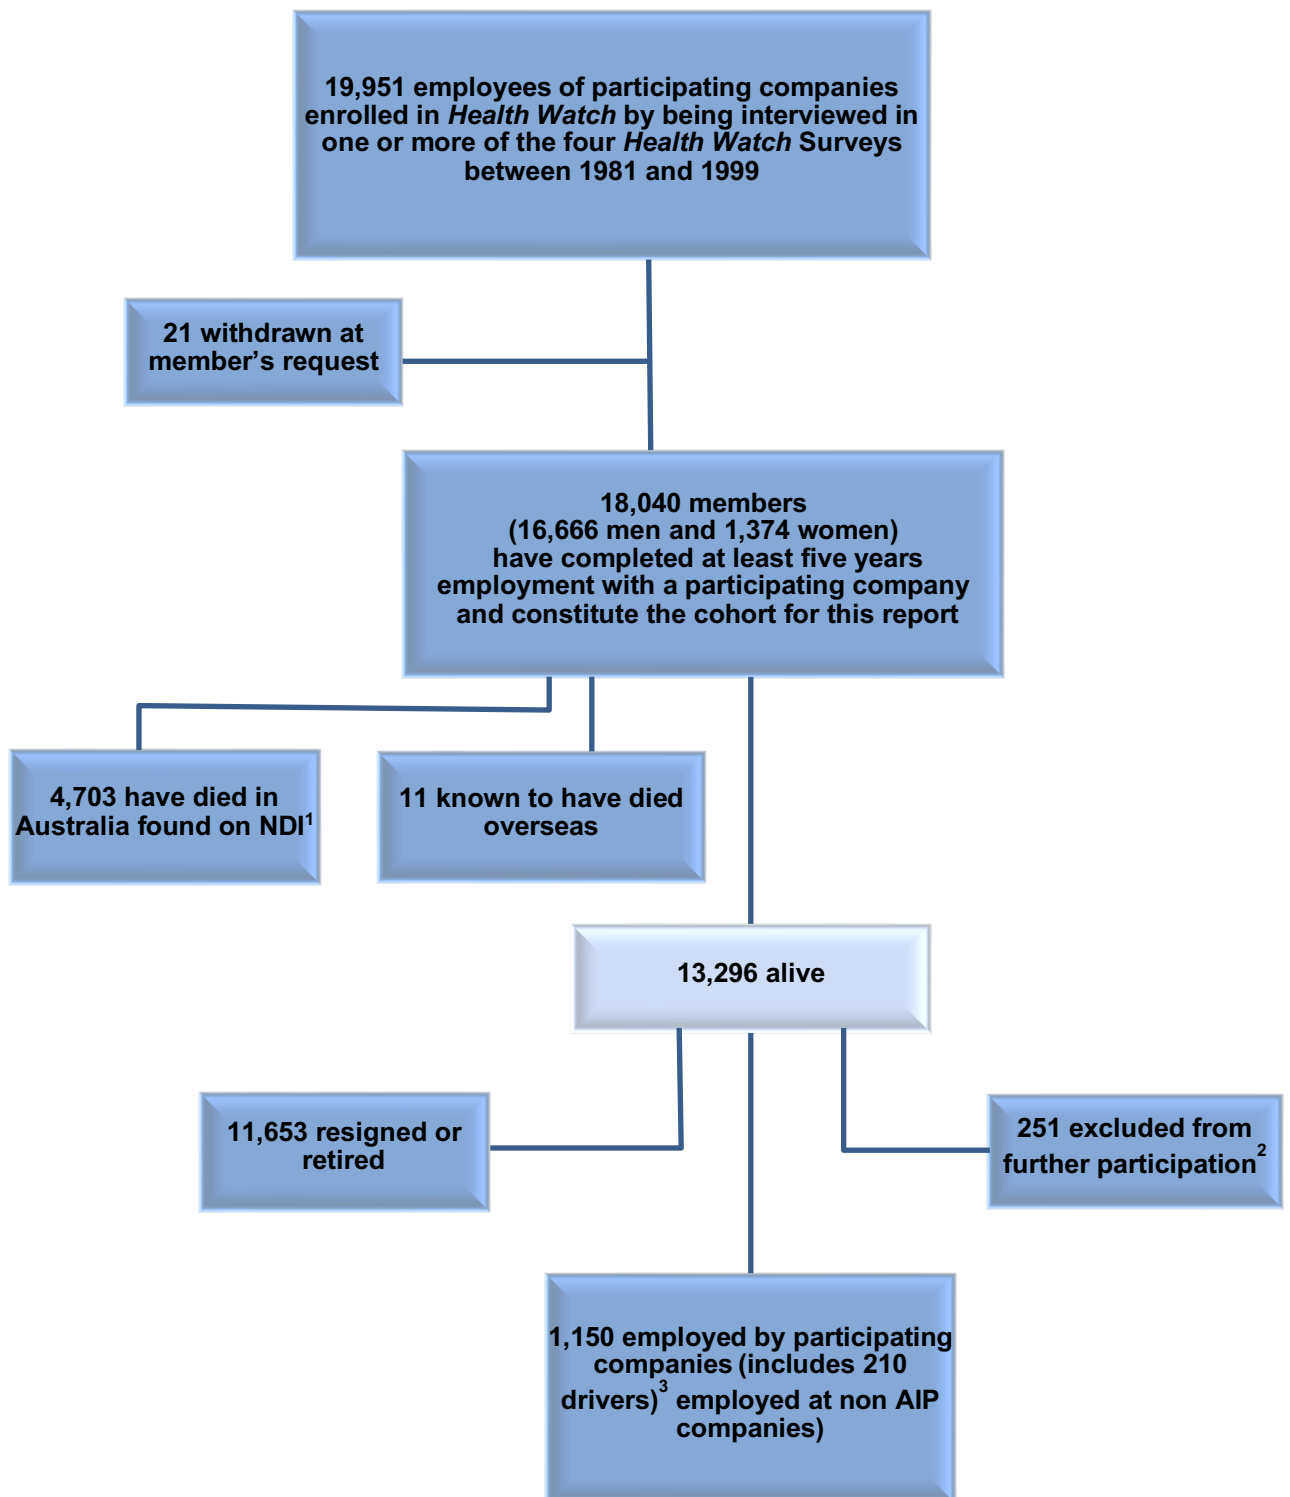 19,951 employees of participating companies
enrolled in Health Watch by being interviewed in
one or more of the four Health Watch Surveys
between 1981 and 1999
21 withdrawn at
member’s request
18,040 members
(16,666 men and 1,374 women)
have completed at least five years
employment with a participating company
and constitute the cohort for this report
4,703 have died in
Australia found on NDI¹
11 known to have died
overseas
13,296 alive
11,653 resigned or
retired
251 excluded from
further participation²
1,150 employed by participating
companies (includes 210
drivers)³ employed at non AIP
companies)